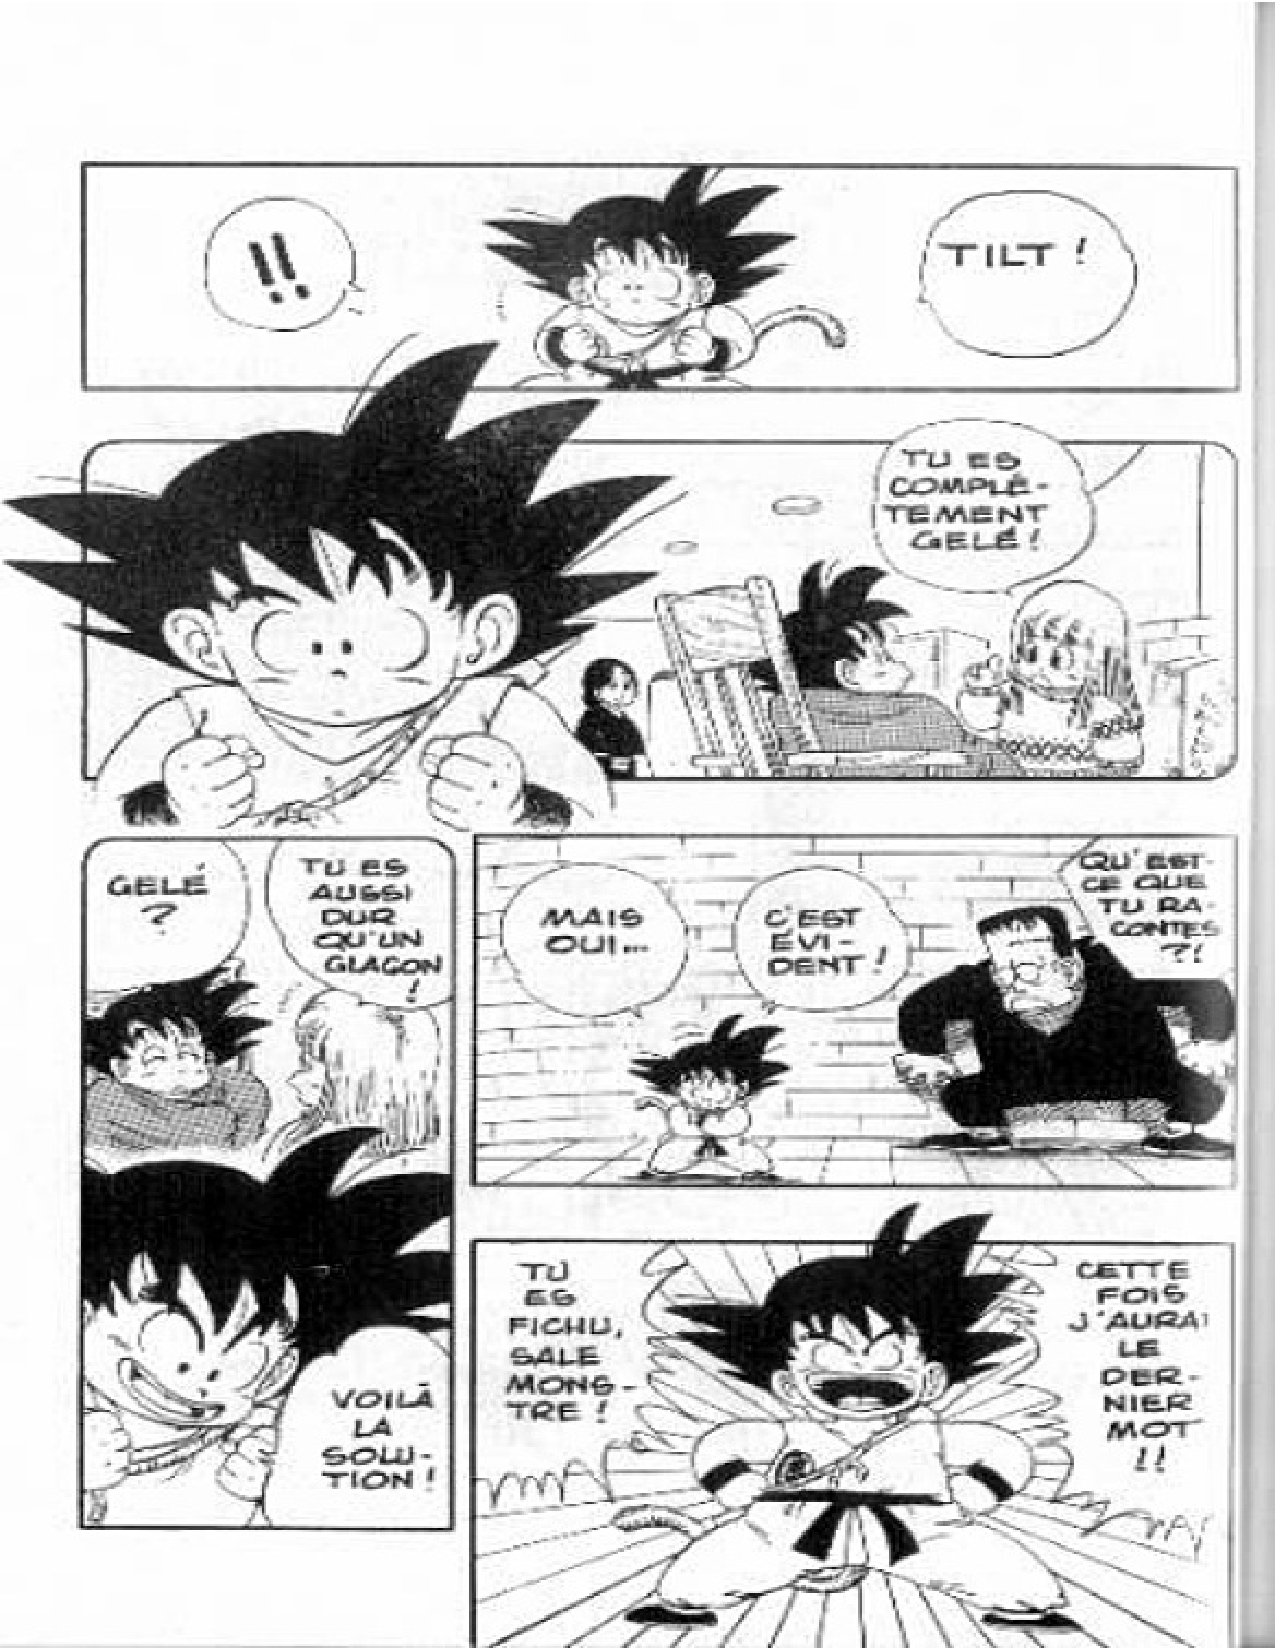 !!
TILT !
TU ES
COMPLÉ-
TEMENT
GELÉ !
GELÉ
?
TU ES
AUSSI
DUR
QU'UN
GLAÇON
!
VOILÀ
LA
SOLU-
TION !
MAIS
OUI...
C'EST
ÉVI-
DENT !
QU'EST-
CE QUE
TU RA-
CONTES
?!
TU
ES
FICHU,
SALE
MONS-
TRE !
CETTE
FOIS
J'AURAI
LE
DER-
NIER
MOT
!!